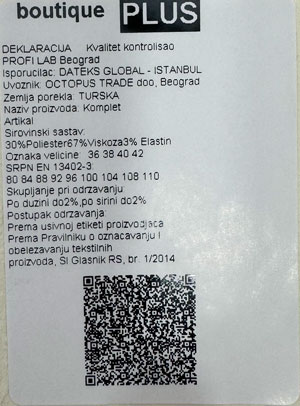 boutique PLUS
DEKLARACIJA Kvalitet kontrolisao
PROFI LAB Beograd
Isporucilac: DATEKS GLOBAL - ISTANBUL
Uvoznik: OCTOPUS TRADE doo, Beograd
Zemlja porekla: TURSKA
Naziv proizvoda: Komplet
Artikal
Sirovinski sastav:
30%Poliester67%Viskoza3% Elastin
Oznaka velicine: 36 38 40 42
SRPN EN 13402-3:
80 84 88 92 96 100 104 108 110
Skupljanje pri odrzavanju:
Po duzini do2%,po sirini do2%
Postupak odrzavanja:
Prema usivnoj etiketi proizvodjaca
Prema Pravilniku o oznacavanju I
obelezavanju tekstilnih
proizvoda, Sl Glasnik RS, br. 1/2014